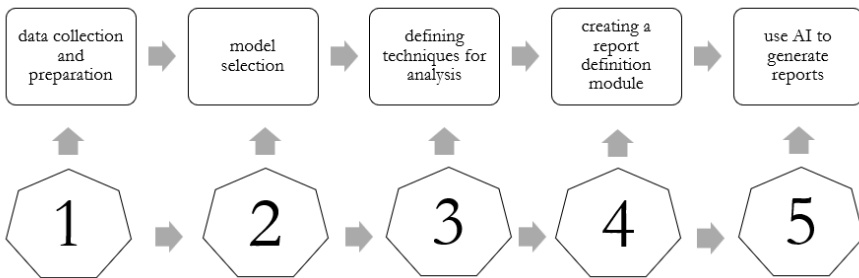 data collection
and
preparation
model
selection
defining
techniques for
analysis
creating a
report
definition
module
use AI to
generate
reports
1
2
3
4
5